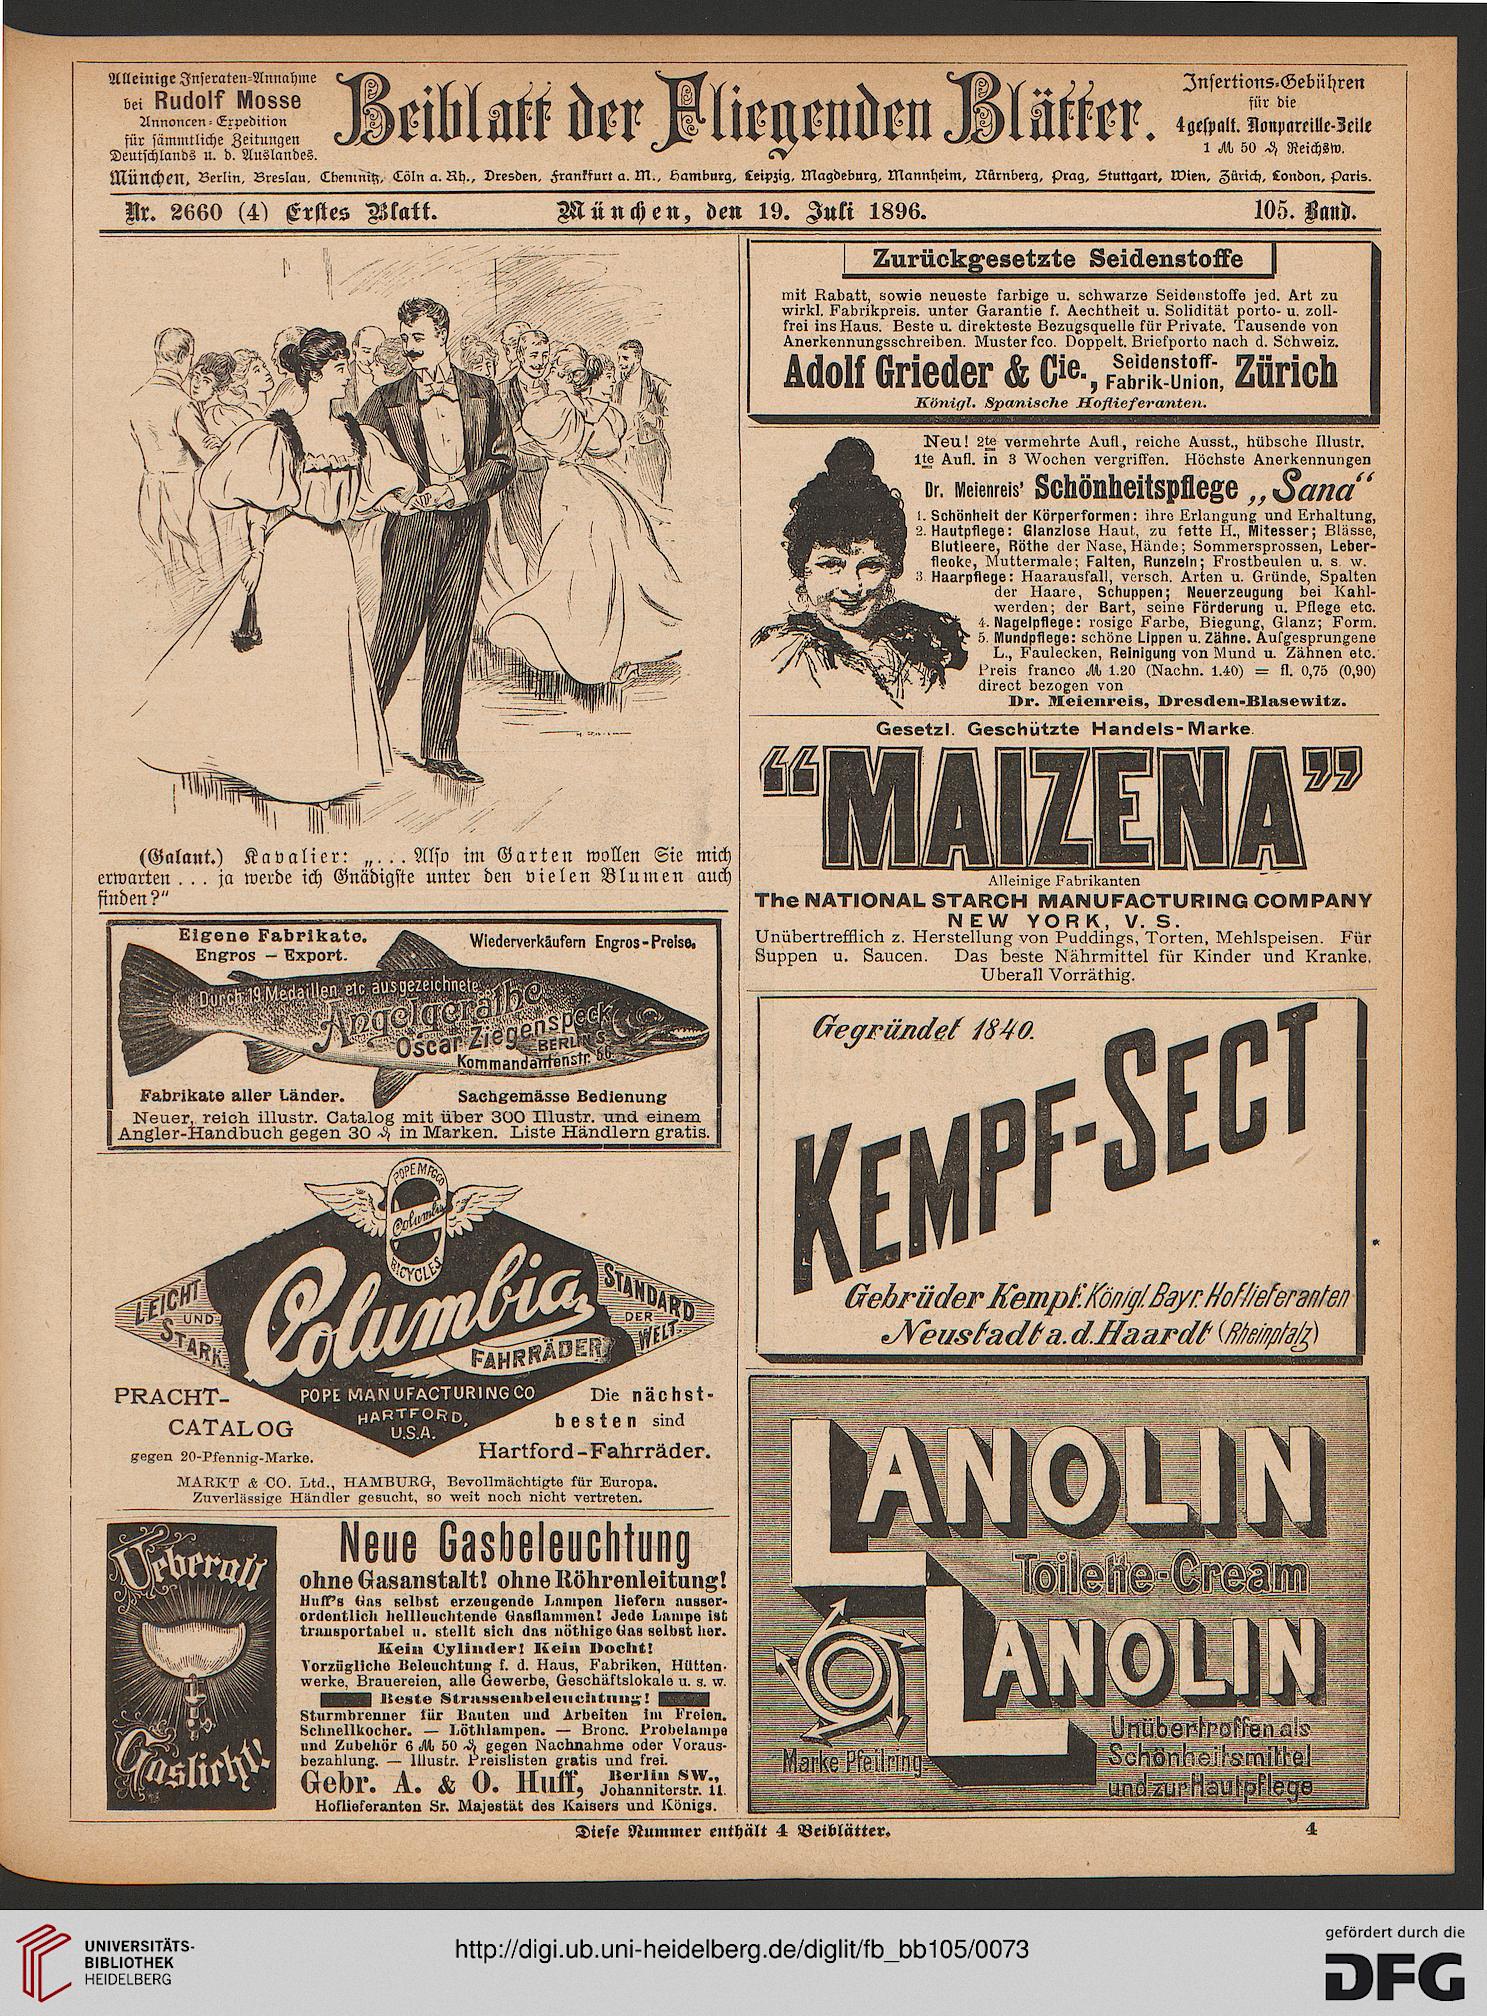 Alleinige Inseraten-Annahme
bei Rudolf Mosse
Annoncen-Expedition
für sämmtliche Zeitungen
Deutschlands u. d. Auslandes.
Beiblatt der Fliegenden Blätter.
Insertions-Gebühren
für die
4 gespalt. Nonpareille-Zeile
1 ℳ 50 ₰ Reichsw.
München, Berlin, Breslau, Chemnitz, Cöln a. Rh., Dresden, Frankfurt a. M., Hamburg, Leipzig, Magdeburg, Mannheim, Nürnberg, Prag, Stuttgart, Wien, Zürich, London, Paris.
Nr. 2660 (4) Erstes Blatt.
München, den 19. Juli 1896.
105. Band.
(Galant.) Kavalier: „... Also im Garten wollen Sie mich
erwarten ... ja werde ich Gnädigste unter den vielen Blumen auch
finden?"
Eigene Fabrikate.
Engros — Export.
Wiederverkäufern Engros-Preise.
Durch 19 Medaillen etc ausgezeichnete
Angelgeräthe
Oscar Ziegenspeck
BERLIN S.
Kommandantenstr.
Fabrikate aller Länder.
Sachgemässe Bedienung
Neuer, reich illustr. Catalog mit über 300 Illustr. und einem
Angler-Handbuch gegen 30 ₰ in Marken. Liste Händlern gratis.
POPE MFG CO
Columbia
BICYCLES
LEICHT
UND
STARK
Columbia
FAHRRÄDER
STANDARD
DER
WELT
POPE MANUFACTURING CO
HARTFORD,
U.S.A.
PRACHT-
CATALOG
gegen 20-Pfennig-Marke.
Die nächst-
besten sind
Hartford-Fahrräder.
MARKT & CO. Ltd., HAMBURG, Bevollmächtigte für Europa.
Zuverlässige Händler gesucht, so weit noch nicht vertreten.
Ueberall
Gaslicht!
Neue Gasbeleuchtung
ohne Gasanstalt! ohne Röhrenleitung!
Huff's Gas selbst erzeugende Lampen liefern ausser-
ordentlich hellleuchtende Gasflammen! Jede Lampe ist
transportabel u. stellt sich das nöthige Gas selbst her.
Kein Cylinder! Kein Docht!
Vorzügliche Beleuchtung f. d. Haus, Fabriken, Hütten-
werke, Brauereien, alle Gewerbe, Geschäftslokale u. s. w.
Beste Strassenbeleuchtung!
Sturmbrenner für Bauten und Arbeiten im Freien.
Schnellkocher. — Löthlampen. — Bronc. Probelampe
und Zubehör 6 ℳ 50 ₰ gegen Nachnahme oder Voraus-
bezahlung. — Illustr. Preislisten gratis und frei.
Gebr. A. & O. Huff, Berlin SW., Johanniterstr. 11.
Hoflieferanten Sr. Majestät des Kaisers und Königs.
Zurückgesetzte Seidenstoffe
mit Rabatt, sowie neueste farbige u. schwarze Seidenstoffe jed. Art zu
wirkl. Fabrikpreis. unter Garantie f. Aechtheit u. Solidität porto- u. zoll-
frei ins Haus. Beste u. direkteste Bezugsquelle für Private. Tausende von
Anerkennungsschreiben. Muster fco. Doppelt. Briefporto nach d. Schweiz.
Adolf Grieder & Cie., Seidenstoff-Fabrik-Union, Zürich
Königl. Spanische Hoflieferanten.
Neu! 2te vermehrte Aufl, reiche Ausst., hübsche Illustr.
1te Aufl. in 3 Wochen vergriffen. Höchste Anerkennungen
Dr. Meienreis' Schönheitspflege „Sana"
1. Schönheit der Körperformen: ihre Erlangung und Erhaltung,
2. Hautpflege: Glanzlose Haut, zu fette H., Mitesser; Blässe,
Blutleere, Röthe der Nase, Hände; Sommersprossen, Leber-
flecke, Muttermale; Falten, Runzeln; Frostbeulen u. s. w.
3. Haarpflege: Haarausfall, versch. Arten u. Gründe, Spalten
der Haare, Schuppen; Neuerzeugung bei Kahl-
werden; der Bart, seine Förderung u. Pflege etc.
4. Nagelpflege: rosige Farbe, Biegung, Glanz; Form.
5. Mundpflege: schöne Lippen u. Zähne. Aufgesprungene
L., Faulecken, Reinigung von Mund u. Zähnen etc.
Preis franco ℳ 1.20 (Nachn. 1.40) = fl. 0,75 (0,90)
direct bezogen von
Dr. Meienreis, Dresden-Blasewitz.
Gesetzl. Geschützte Handels-Marke.
“MAIZENA”
Alleinige Fabrikanten
The NATIONAL STARCH MANUFACTURING COMPANY
NEW YORK, V. S.
Unübertrefflich z. Herstellung von Puddings, Torten, Mehlspeisen. Für
Suppen u. Saucen. Das beste Nährmittel für Kinder und Kranke.
Uberall Vorräthig.
Gegründet 1840.
KEMPF-SECT
Gebrüder Kempf. Königl. Bayr. Hoflieferanten
Neustadt a. d. Haardt (Rheinpfalz)
LANOLIN
Toilette-Cream
LANOLIN
Marke Pfeilring
Unübertroffen als
Schönheitsmittel
und zur Hautpflege
Diese Nummer enthält 4 Beiblätter.
4
UNIVERSITÄTS-
BIBLIOTHEK
HEIDELBERG
http://digi.ub.uni-heidelberg.de/diglit/fb_bb105/0073
gefördert durch die
DFG